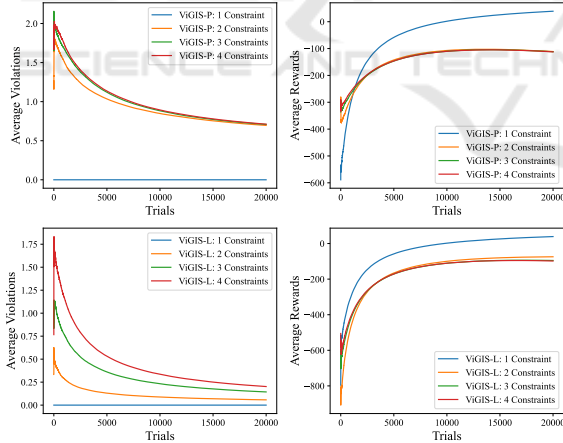 ViGIS-P: 1 Constraint
ViGIS-P: 2 Constraints
ViGIS-P: 3 Constraints
ViGIS-P: 4 Constraints
Average Violations
2.0
1.5
1.0
0.5
0.0
0 5000 10000 15000 20000
Trials
SCIENCE AND TECHN
ViGIS-P: 1 Constraint
ViGIS-P: 2 Constraints
ViGIS-P: 3 Constraints
ViGIS-P: 4 Constraints
Average Rewards
0
−100
−200
−300
−400
−500
−600
0 5000 10000 15000 20000
Trials
ViGIS-L: 1 Constraint
ViGIS-L: 2 Constraints
ViGIS-L: 3 Constraints
ViGIS-L: 4 Constraints
Average Violations
1.75
1.50
1.25
1.00
0.75
0.50
0.25
0.00
0 5000 10000 15000 20000
Trials
ViGIS-L: 1 Constraint
ViGIS-L: 2 Constraints
ViGIS-L: 3 Constraints
ViGIS-L: 4 Constraints
Average Rewards
0
−200
−400
−600
−800
0 5000 10000 15000 20000
Trials